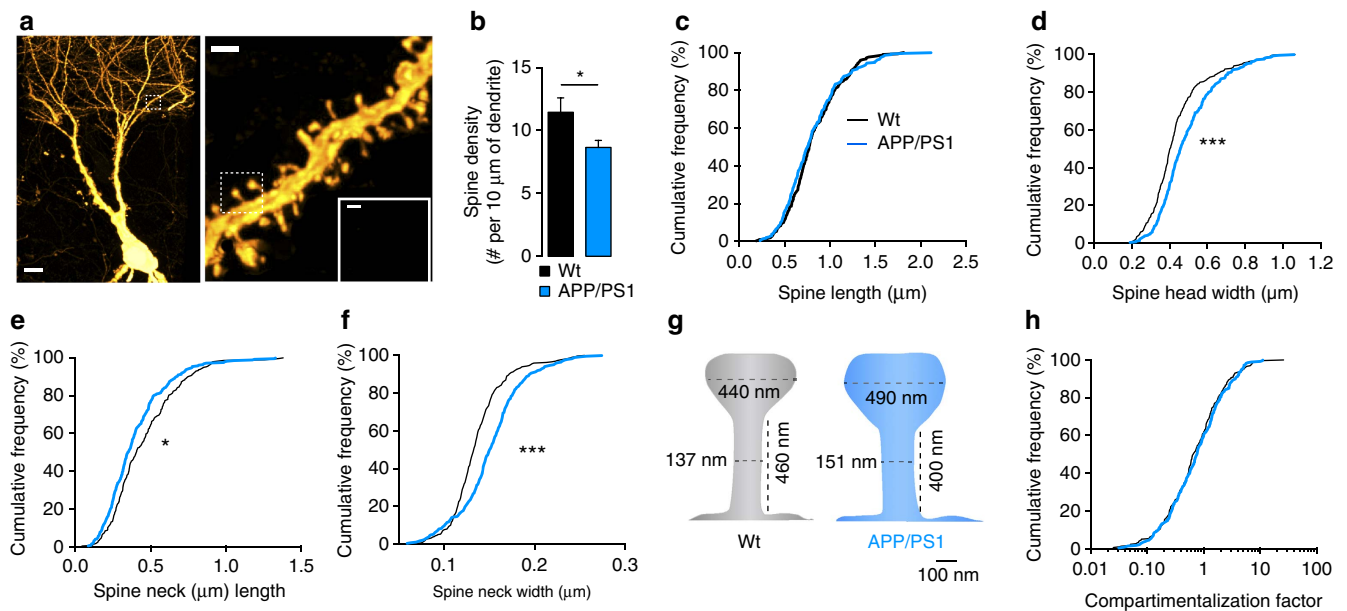 a
b
Spine density
(# per 10 µm of dendrite)
15
10
5
0
*
Wt
APP/PS1
c
Cumulative frequency (%)
100
80
60
40
20
0
Wt
APP/PS1
0.0 0.5 1.0 1.5 2.0 2.5
Spine length (µm)
d
Cumulative frequency (%)
100
80
60
40
20
0
***
0.0 0.2 0.4 0.6 0.8 1.0 1.2
Spine head width (µm)
e
Cumulative frequency (%)
100
80
60
40
20
0
*
0.0 0.5 1.0 1.5
Spine neck (µm) length
f
Cumulative frequency (%)
100
80
60
40
20
0
***
0.1 0.2 0.3
Spine neck width (µm)
g
440 nm
137 nm
460 nm
Wt
490 nm
151 nm
400 nm
APP/PS1
100 nm
h
Cumulative frequency (%)
100
80
60
40
20
0
0.01 0.10 1 10 100
Compartimentalization factor